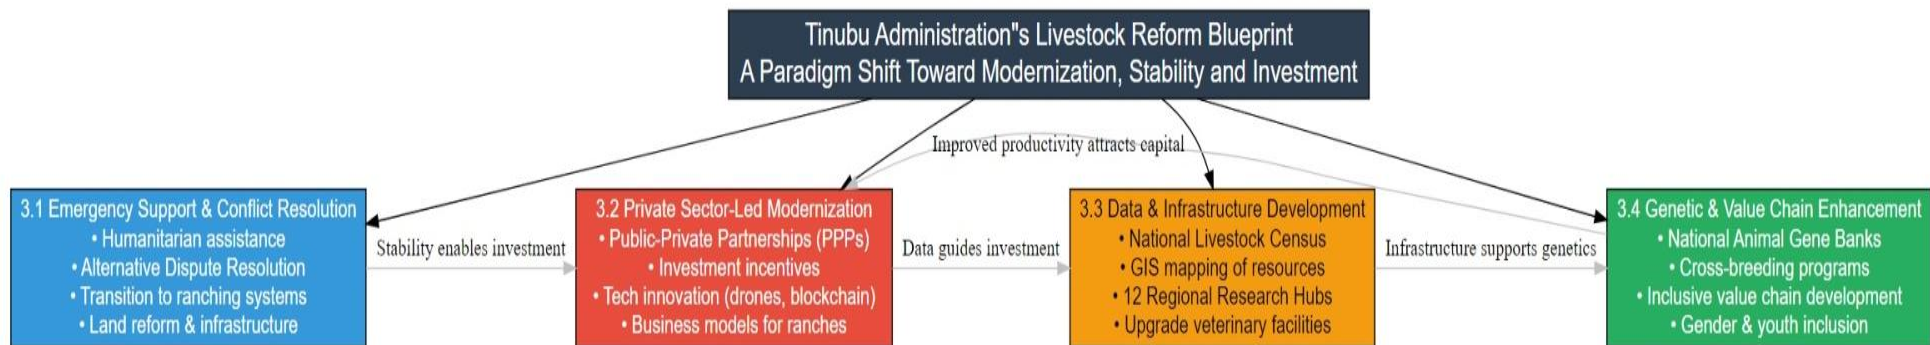 Tinubu Administration"s Livestock Reform Blueprint
A Paradigm Shift Toward Modernization, Stability and Investment
Improved productivity attracts capital
3.1 Emergency Support & Conflict Resolution
• Humanitarian assistance
• Alternative Dispute Resolution
• Transition to ranching systems
• Land reform & infrastructure
Stability enables investment
3.2 Private Sector-Led Modernization
• Public-Private Partnerships (PPPs)
• Investment incentives
• Tech innovation (drones, blockchain)
• Business models for ranches
Data guides investment
3.3 Data & Infrastructure Development
• National Livestock Census
• GIS mapping of resources
• 12 Regional Research Hubs
• Upgrade veterinary facilities
Infrastructure supports genetics
3.4 Genetic & Value Chain Enhancement
• National Animal Gene Banks
• Cross-breeding programs
• Inclusive value chain development
• Gender & youth inclusion